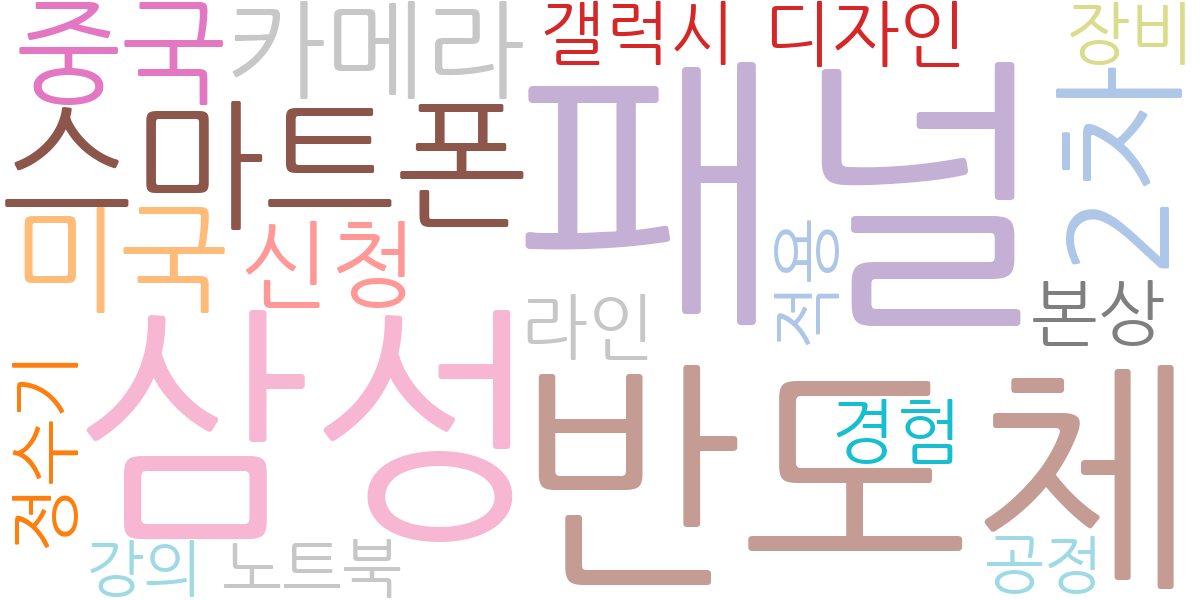 중국
카메라
갤럭시
디자인
장비
스마트폰
패널
2차
미국
신청
적용
본상
라인
삼성
반도체
경험
정수기
강의
노트북
공정